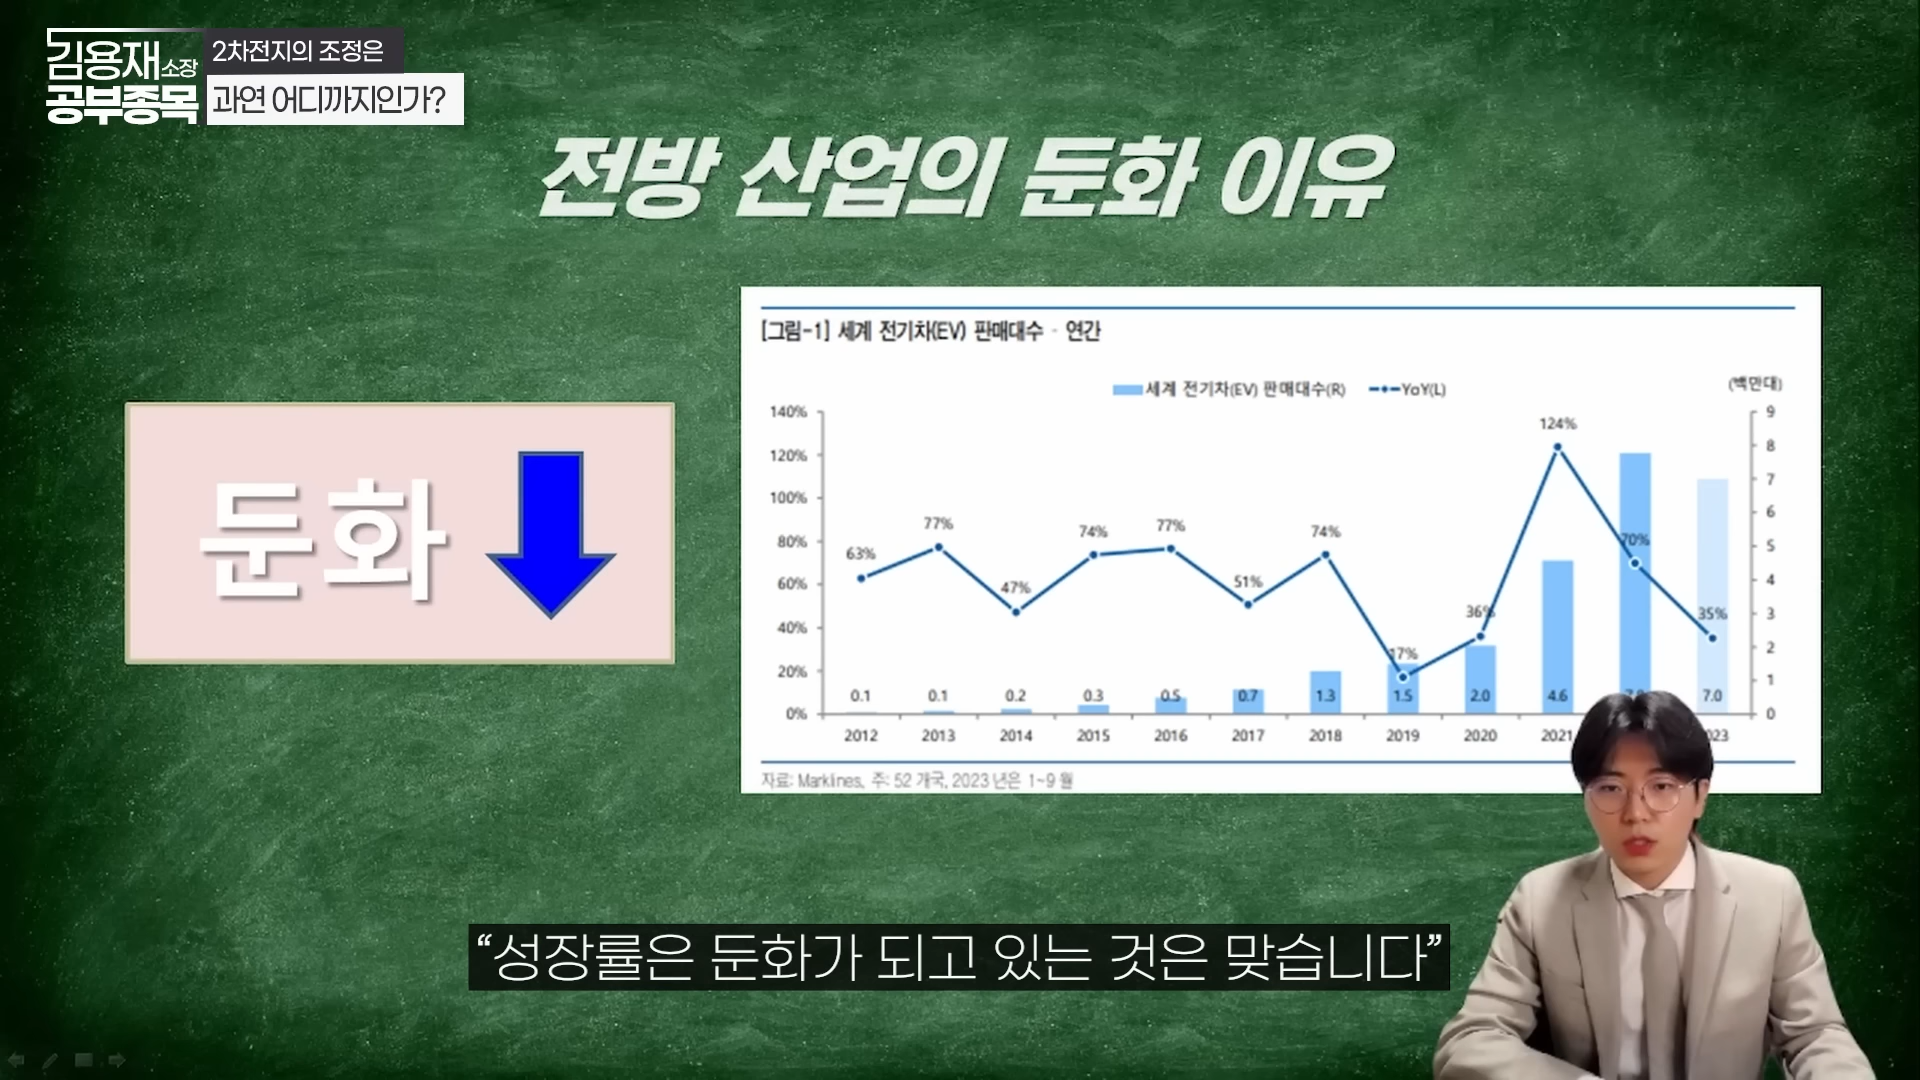 김용재 소장
공부종목
2차전지의 조정은
과연 어디까지인가?
전방 산업의 둔화 이유
둔화
[그림-1] 세계 전기차(EV) 판매대수 - 연간
세계 전기차(EV) 판매대수(R) YoY(L)
(백만대)
140%
120%
100%
80%
60%
40%
20%
0%
9
8
7
6
5
4
3
2
1
0
63% 77% 47% 74% 77% 51% 74% 17% 36% 124% 70% 35%
0.1 0.1 0.2 0.3 0.5 0.7 1.3 1.5 2.0 4.6 7.0
2012 2013 2014 2015 2016 2017 2018 2019 2020 2021
자료: Marklines, 주: 52개국, 2023년은 1~9월
“성장률은 둔화가 되고 있는 것은 맞습니다”